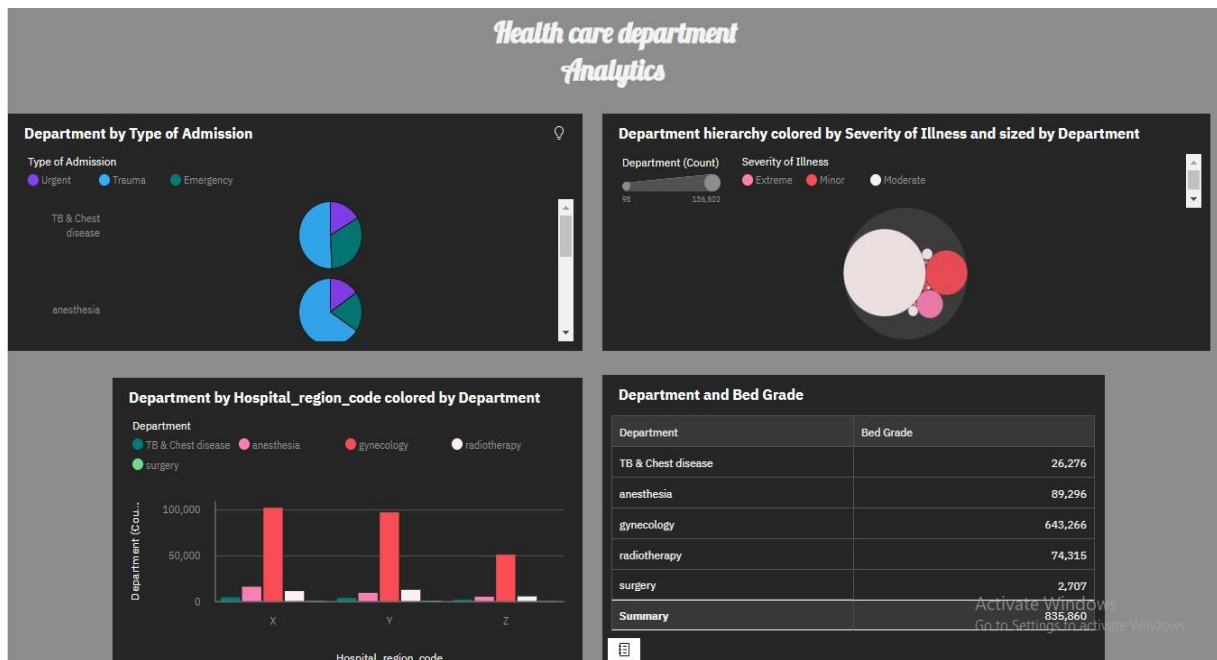 Health care department
Analytics
Department by Type of Admission
Type of Admission
Urgent Trauma Emergency
TB & Chest
disease
anesthesia
Department hierarchy colored by Severity of Illness and sized by Department
Department (Count) Severity of Illness
Extreme Minor Moderate
98 136,602
Department by Hospital_region_code colored by Department
Department
TB & Chest disease anesthesia gynecology radiotherapy
surgery
Department (Cou...
100,000
50,000
0
X Y Z
Hospital_region_code
Department and Bed Grade
Department Bed Grade
TB & Chest disease 26,276
anesthesia 89,296
gynecology 643,266
radiotherapy 74,315
surgery 2,707
Summary 835,860
Activate Windows
Go to Settings to activate Windows.